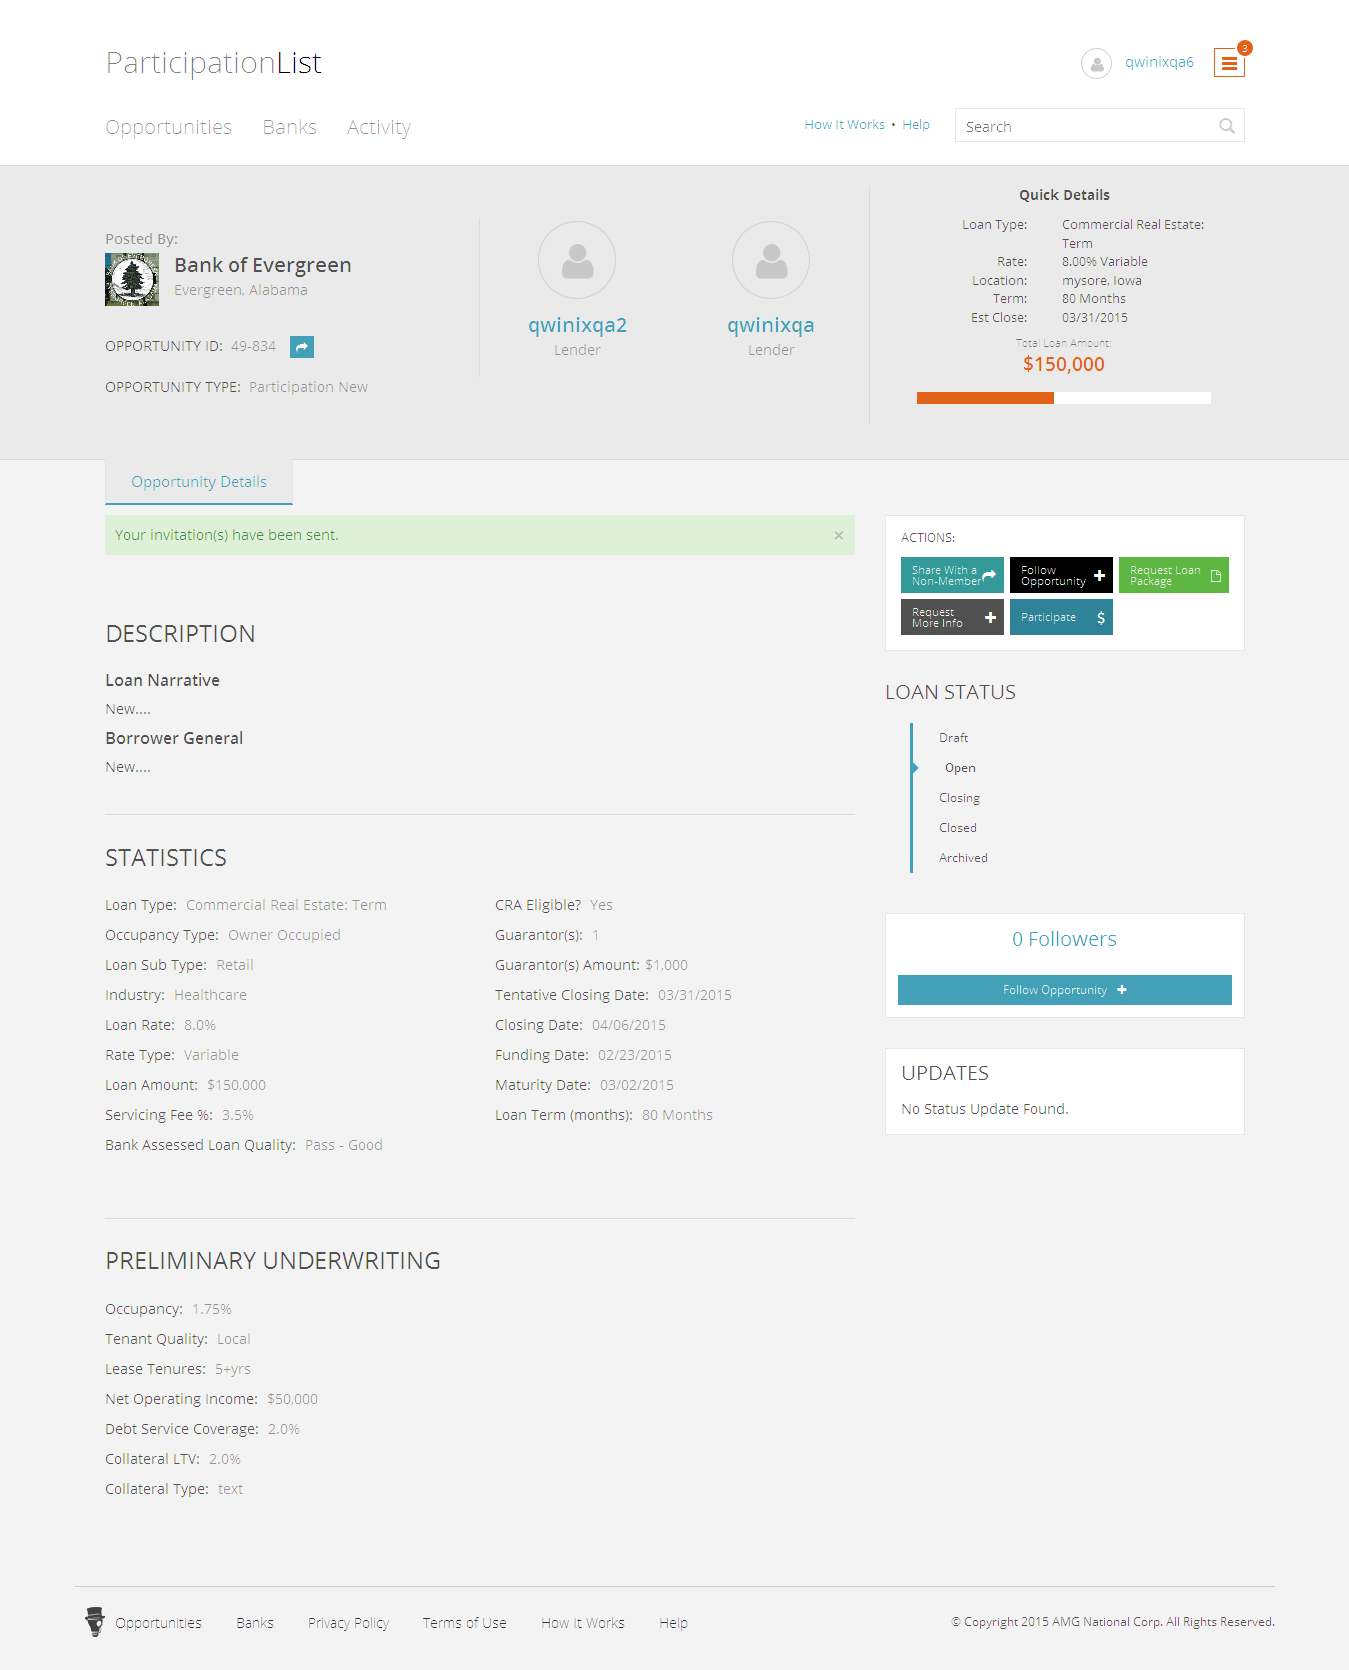 ParticipationList
qwinixqa6
3
Opportunities Banks Activity
How It Works • Help
Search
Posted By:
Bank of Evergreen
Evergreen, Alabama
OPPORTUNITY ID: 49-834
OPPORTUNITY TYPE: Participation New
qwinixqa2
Lender
qwinixqa
Lender
Quick Details
Loan Type: Commercial Real Estate:
Term
Rate: 8.00% Variable
Location: mysore, Iowa
Term: 80 Months
Est Close: 03/31/2015
Total Loan Amount:
$150,000
Opportunity Details
Your invitation(s) have been sent. ×
DESCRIPTION
Loan Narrative
New....
Borrower General
New....
STATISTICS
Loan Type: Commercial Real Estate: Term
Occupancy Type: Owner Occupied
Loan Sub Type: Retail
Industry: Healthcare
Loan Rate: 8.0%
Rate Type: Variable
Loan Amount: $150,000
Servicing Fee %: 3.5%
Bank Assessed Loan Quality: Pass - Good
CRA Eligible? Yes
Guarantor(s): 1
Guarantor(s) Amount: $1,000
Tentative Closing Date: 03/31/2015
Closing Date: 04/06/2015
Funding Date: 02/23/2015
Maturity Date: 03/02/2015
Loan Term (months): 80 Months
PRELIMINARY UNDERWRITING
Occupancy: 1.75%
Tenant Quality: Local
Lease Tenures: 5+yrs
Net Operating Income: $50,000
Debt Service Coverage: 2.0%
Collateral LTV: 2.0%
Collateral Type: text
ACTIONS:
Share With a
Non-Member
Follow
Opportunity
Request Loan
Package
Request
More Info
Participate $
LOAN STATUS
Draft
Open
Closing
Closed
Archived
0 Followers
Follow Opportunity
UPDATES
No Status Update Found.
Opportunities Banks Privacy Policy Terms of Use How It Works Help
© Copyright 2015 AMG National Corp. All Rights Reserved.